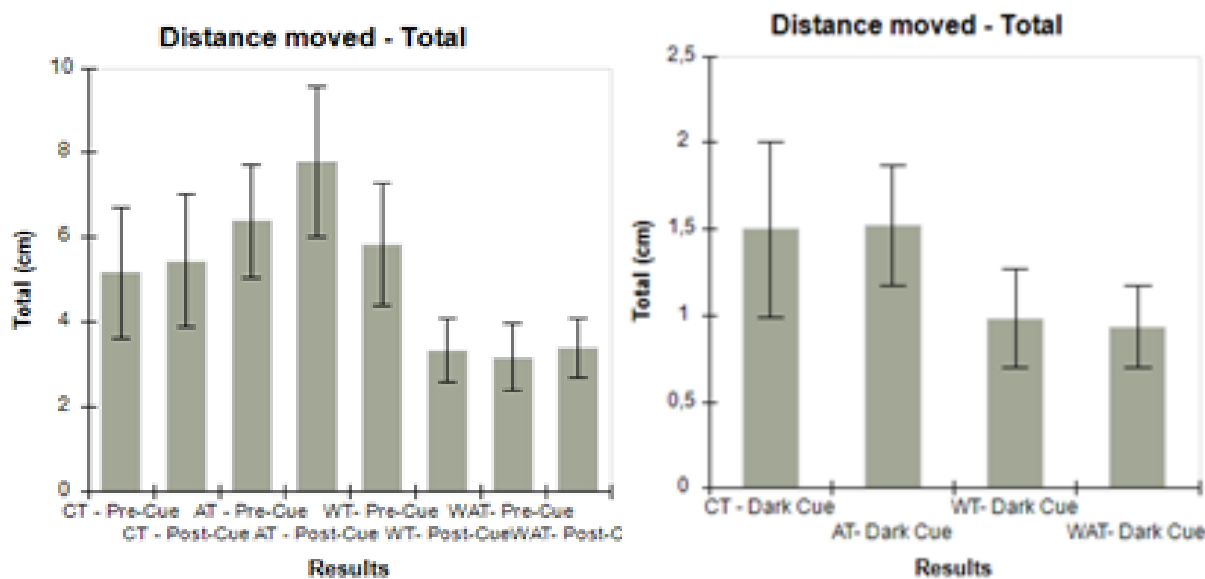 Distance moved - Total
10
8
6
4
2
0
Total (cm)
CT - Pre-Cue AT - Pre-Cue WT- Pre-Cue WAT- Pre-Cue
CT - Post-Cue AT - Post-Cue WT- Post-Cue WAT- Post-C
Results
Distance moved - Total
2,5
2
1,5
1
0,5
0
Total (cm)
CT - Dark Cue WT- Dark Cue
AT- Dark Cue WAT- Dark Cue
Results